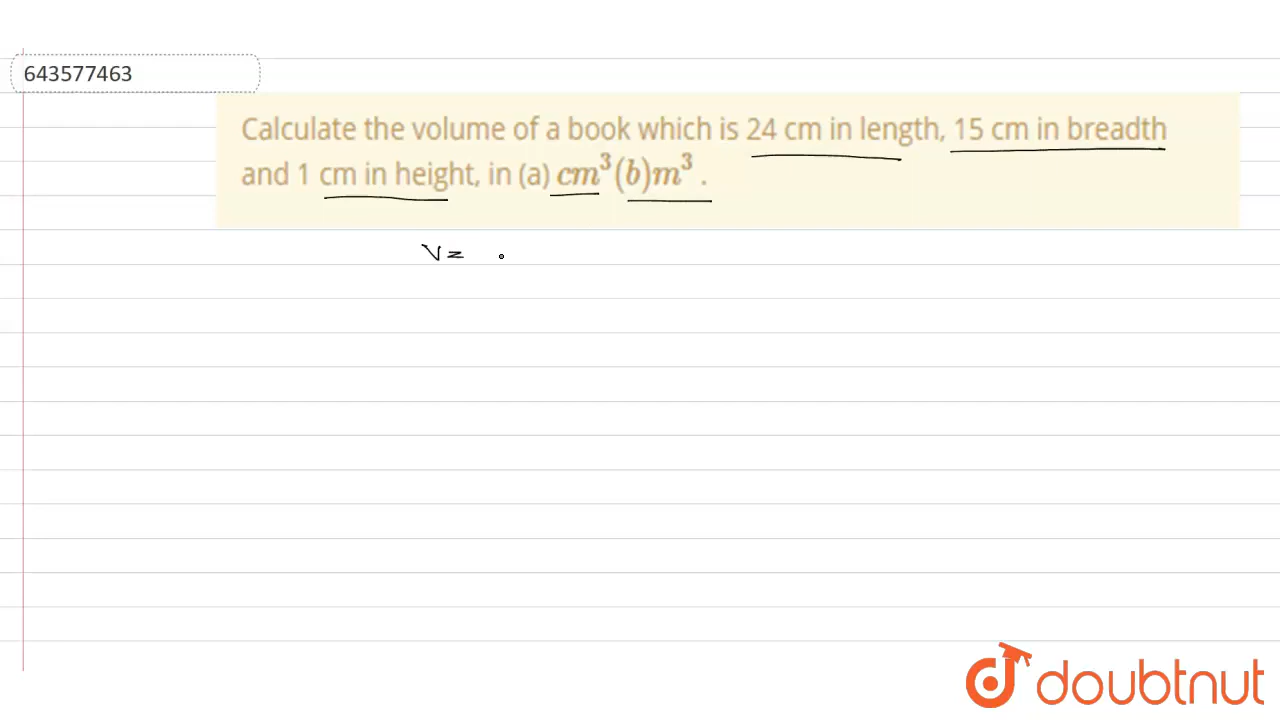 643577463
Calculate the volume of a book which is 24 cm in length, 15 cm in breadth
and 1 cm in height, in (a) cm³(b)m³ .
V =
doubtnut